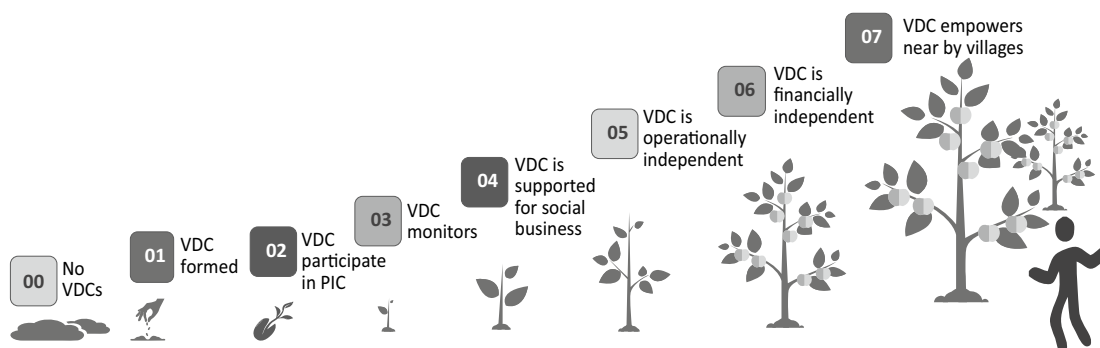 00
No
VDCs
01
VDC
formed
02
VDC
participate
in PIC
03
VDC
monitors
04
VDC is
supported
for social
business
05
VDC is
operationally
independent
06
VDC is
financially
independent
07
VDC empowers
near by villages